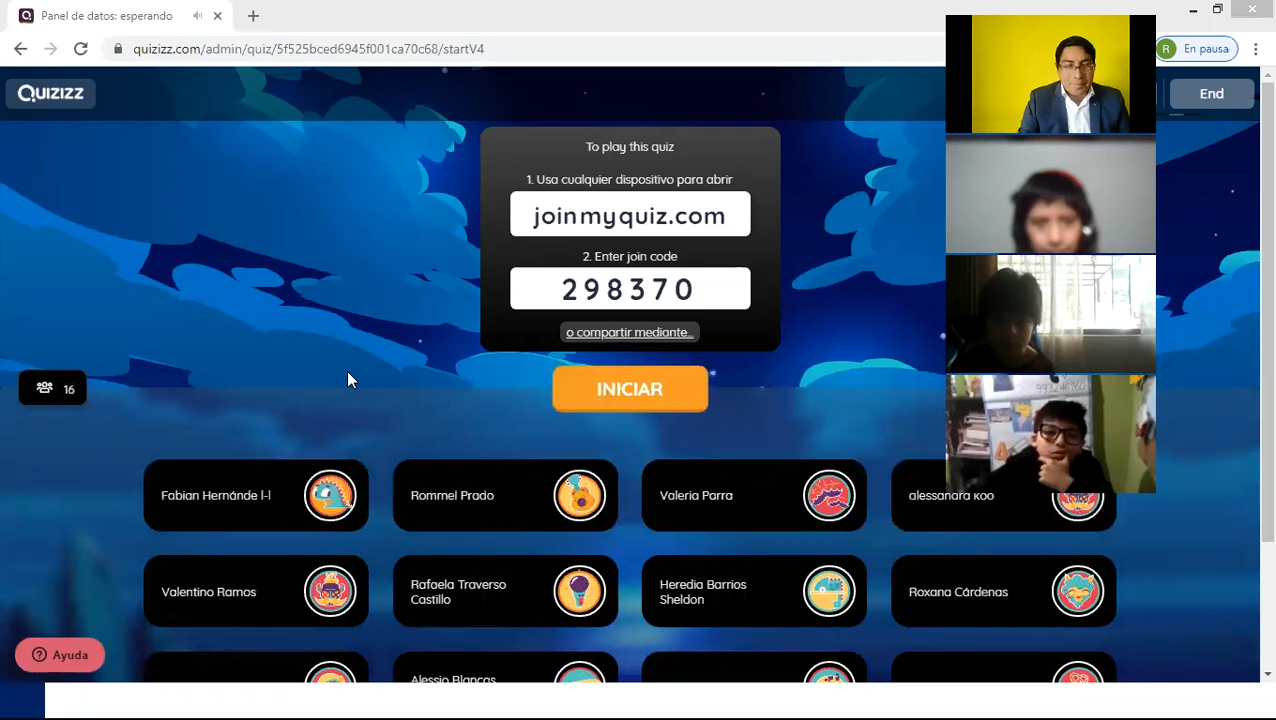 Panel de datos: esperando
quizizz.com/admin/quiz/5f525bced6945f001ca70c68/startV4
R En pausa
QUIZIZZ
End
To play this quiz
1. Usa cualquier dispositivo para abrir
joinmyquiz.com
2. Enter join code
298370
o compartir mediante...
16
INICIAR
Fabian Hernánde l-l
Rommel Prado
Valeria Parra
alessandra koo
Valentino Ramos
Rafaela Traverso
Castillo
Heredia Barrios
Sheldon
Roxana Cárdenas
Ayuda
Alessio Blancas